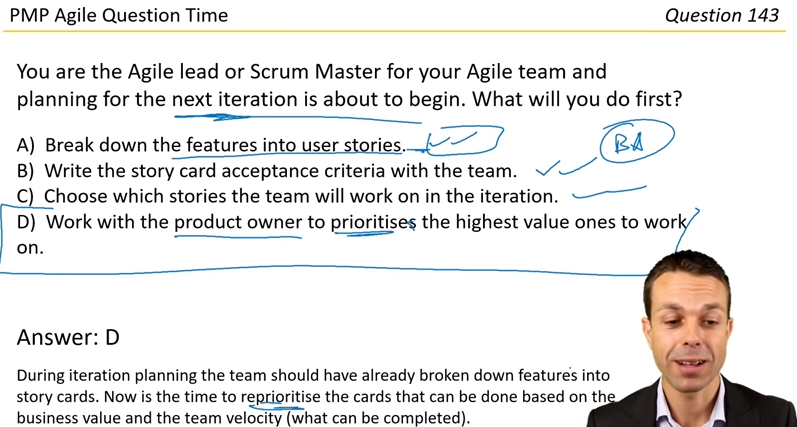 PMP Agile Question Time
Question 143
You are the Agile lead or Scrum Master for your Agile team and
planning for the next iteration is about to begin. What will you do first?
A) Break down the features into user stories.
BA
B) Write the story card acceptance criteria with the team.
C) Choose which stories the team will work on in the iteration.
D) Work with the product owner to prioritises the highest value ones to work
on.
Answer: D
During iteration planning the team should have already broken down features into
story cards. Now is the time to reprioritise the cards that can be done based on the
business value and the team velocity (what can be completed).